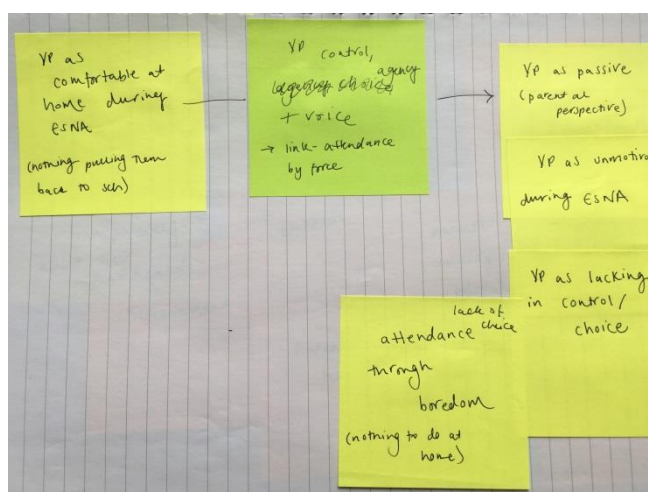 YP as
comfortable at
home during
ESNA
(nothing pulling them
back to sch)
YP control,
agency
+ voice
→ link - attendance
by force
YP as passive
(parental
perspective)
YP as unmotiva
during ESNA
YP as lacking
in control/
choice
lack of
choice
attendance
through
boredom
(nothing to do at
home)